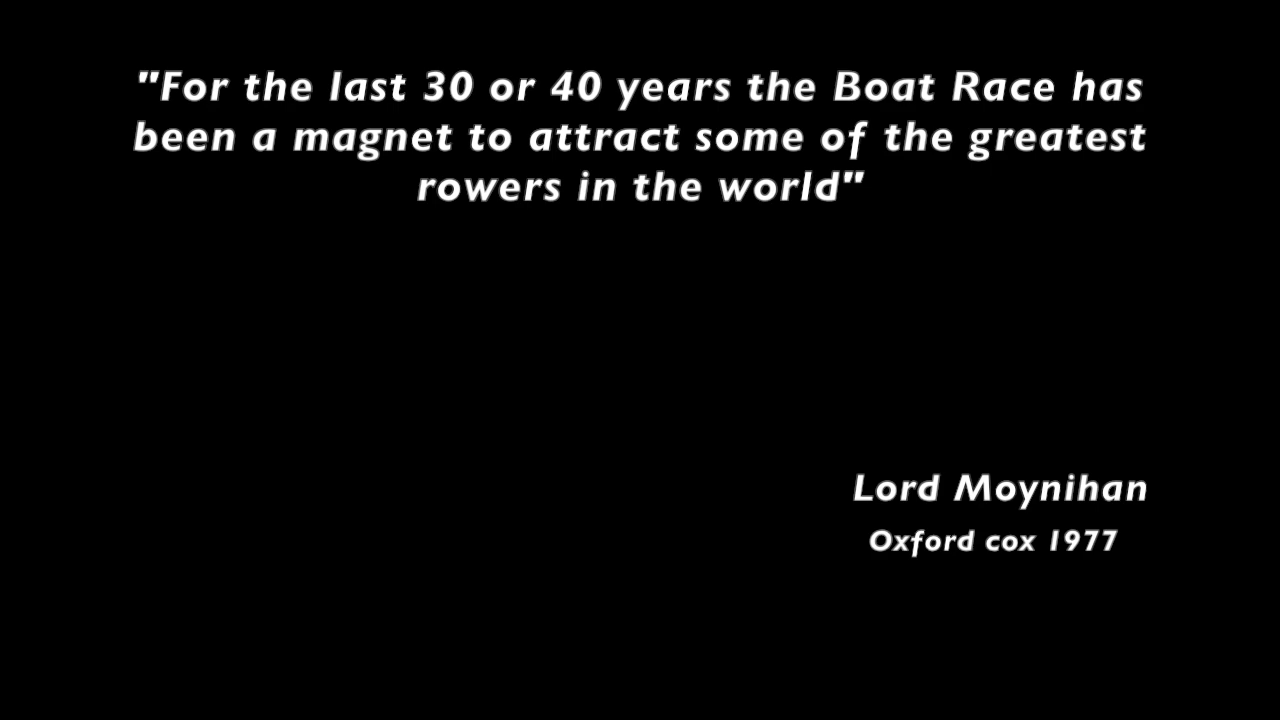 "For the last 30 or 40 years the Boat Race has
been a magnet to attract some of the greatest
rowers in the world"
Lord Moynihan
Oxford cox 1977